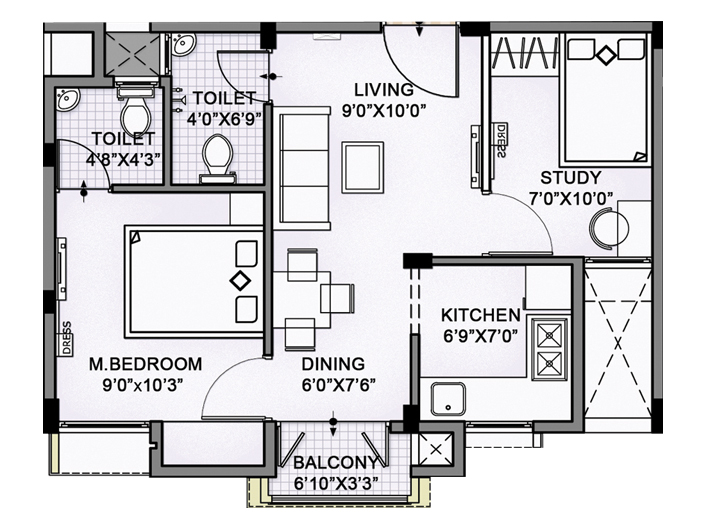 LIVING
9'0"X10'0"
TOILET
4'0"X6'9"
TOILET
4'8"X4'3"
DRESS
STUDY
7'0"X10'0"
KITCHEN
6'9"X7'0"
DRESS
M.BEDROOM
9'0"x10'3"
DINING
6'0"X7'6"
BALCONY
6'10"X3'3"